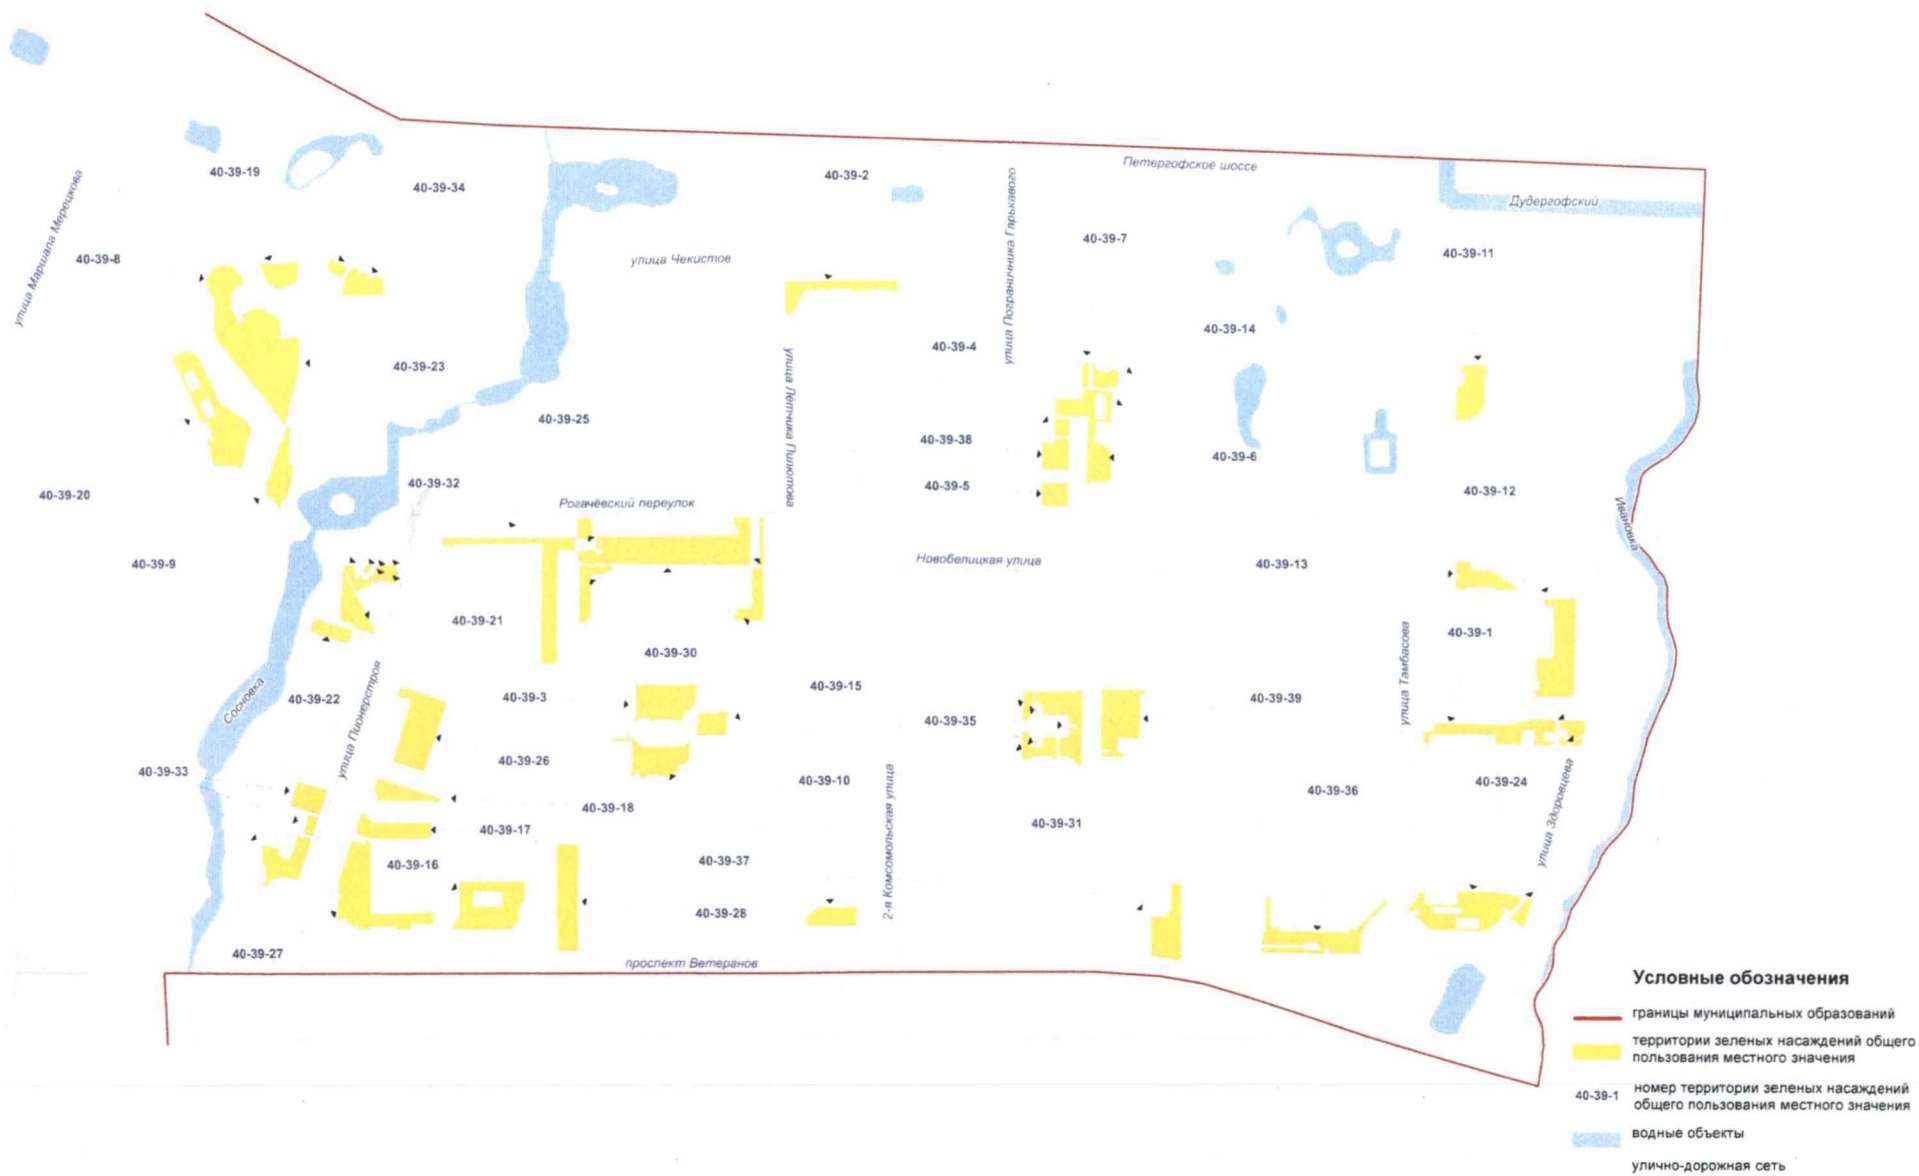 Петергофское шоссе
40-39-19
40-39-34
40-39-2
Дудергофский
улица Маршала Мерецкова
40-39-8
улица Чекистов
улица Пограничника Гарькавого
40-39-7
40-39-11
40-39-14
40-39-4
40-39-23
улица Лётчика Пилютова
40-39-25
40-39-38
40-39-6
40-39-32
40-39-5
40-39-12
40-39-20
Рогачёвский переулок
Ивановка
40-39-9
Новобелицкая улица
40-39-13
40-39-21
40-39-1
40-39-30
улица Тамбасова
40-39-15
Сосновка
40-39-22
улица Пионерстроя
40-39-3
40-39-39
40-39-35
40-39-26
40-39-33
40-39-10
40-39-24
40-39-36
40-39-18
улица Здоровцева
40-39-17
40-39-31
2-я Комсомольская улица
40-39-16
40-39-37
40-39-28
40-39-27
проспект Ветеранов
Условные обозначения
границы муниципальных образований
территории зеленых насаждений общего
пользования местного значения
40-39-1
номер территории зеленых насаждений
общего пользования местного значения
водные объекты
улично-дорожная сеть